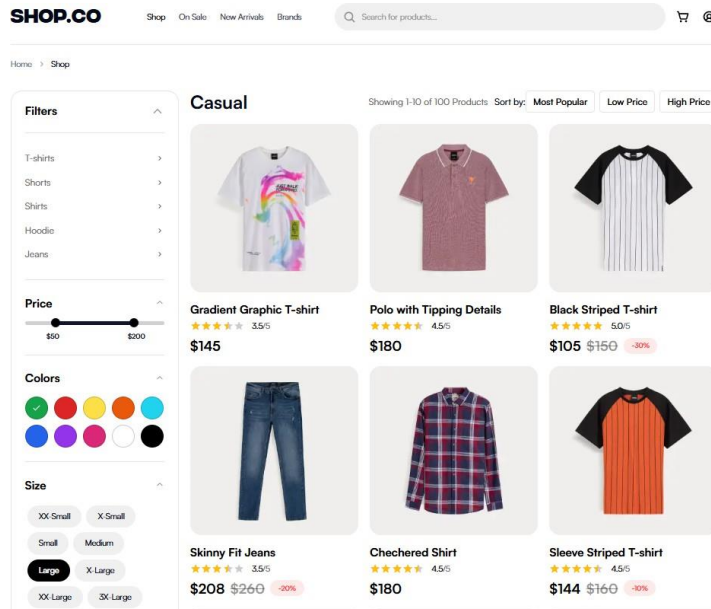 SHOP.CO
Shop On Sale New Arrivals Brands
Search for products...
Home > Shop
Filters
T-shirts
Shorts
Shirts
Hoodie
Jeans
Price
$50 $200
Colors
Size
XX-Small X-Small
Small Medium
Large X-Large
XX-Large 3X-Large
Casual
Showing 1-10 of 100 Products Sort by: Most Popular Low Price High Price
Gradient Graphic T-shirt
3.5/5
$145
Polo with Tipping Details
4.5/5
$180
Black Striped T-shirt
5.0/5
$105 $150 -30%
Skinny Fit Jeans
3.5/5
$208 $260 -20%
Chechered Shirt
4.5/5
$180
Sleeve Striped T-shirt
4.5/5
$144 $160 -10%